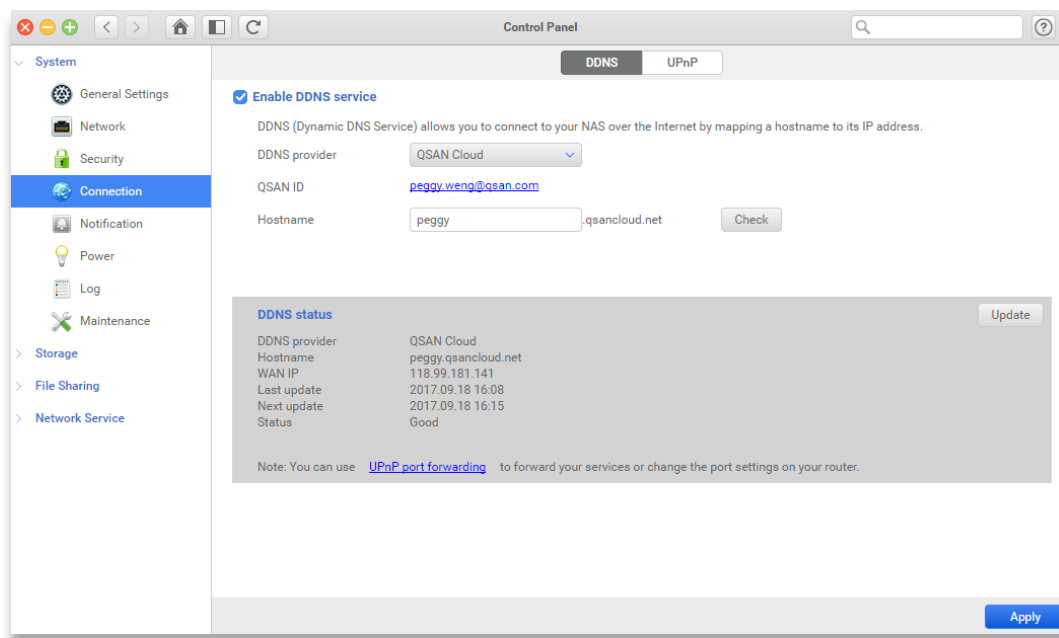 Control Panel
?
System
General Settings
Network
Security
Connection
Notification
Power
Log
Maintenance
Storage
File Sharing
Network Service
DDNS UPnP
Enable DDNS service
DDNS (Dynamic DNS Service) allows you to connect to your NAS over the Internet by mapping a hostname to its IP address.
DDNS provider QSAN Cloud
QSAN ID peggy.weng@qsan.com
Hostname peggy .qsancloud.net Check
DDNS status Update
DDNS provider QSAN Cloud
Hostname peggy.qsancloud.net
WAN IP 118.99.181.141
Last update 2017.09.18 16:08
Next update 2017.09.18 16:15
Status Good
Note: You can use UPnP port forwarding to forward your services or change the port settings on your router.
Apply